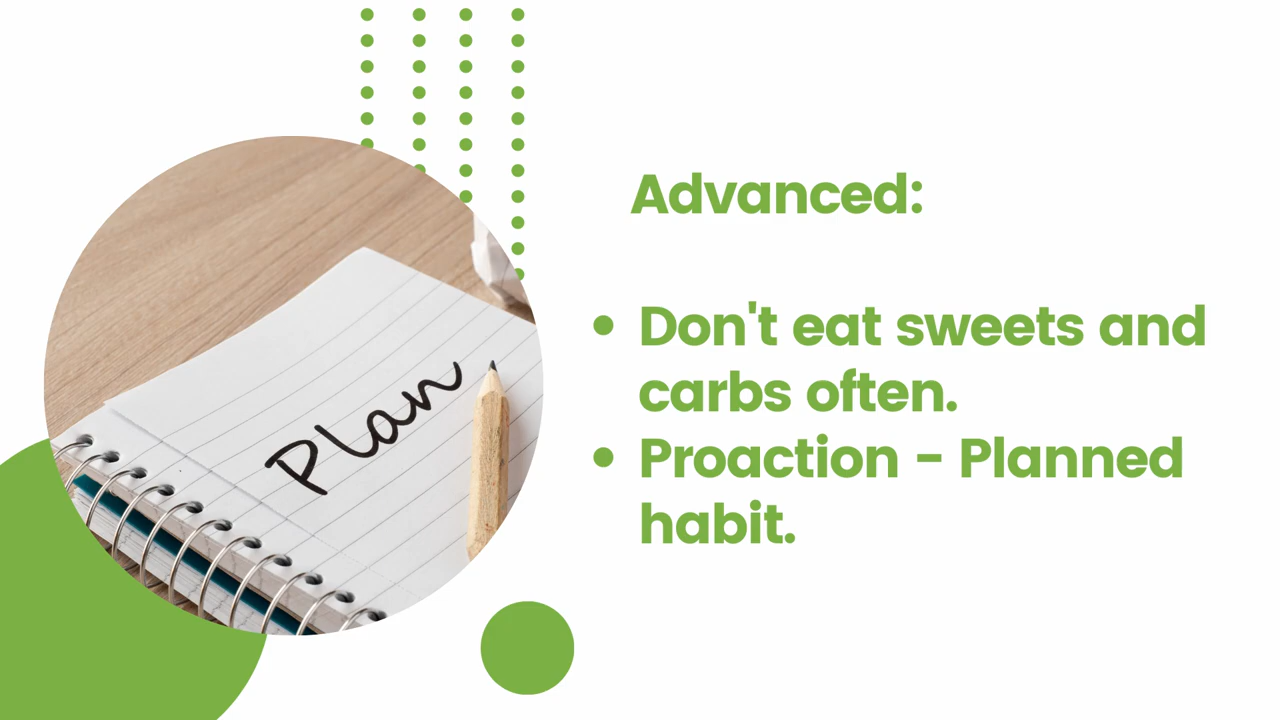 Advanced:
• Don't eat sweets and
carbs often.
• Proaction - Planned
habit.
Plan